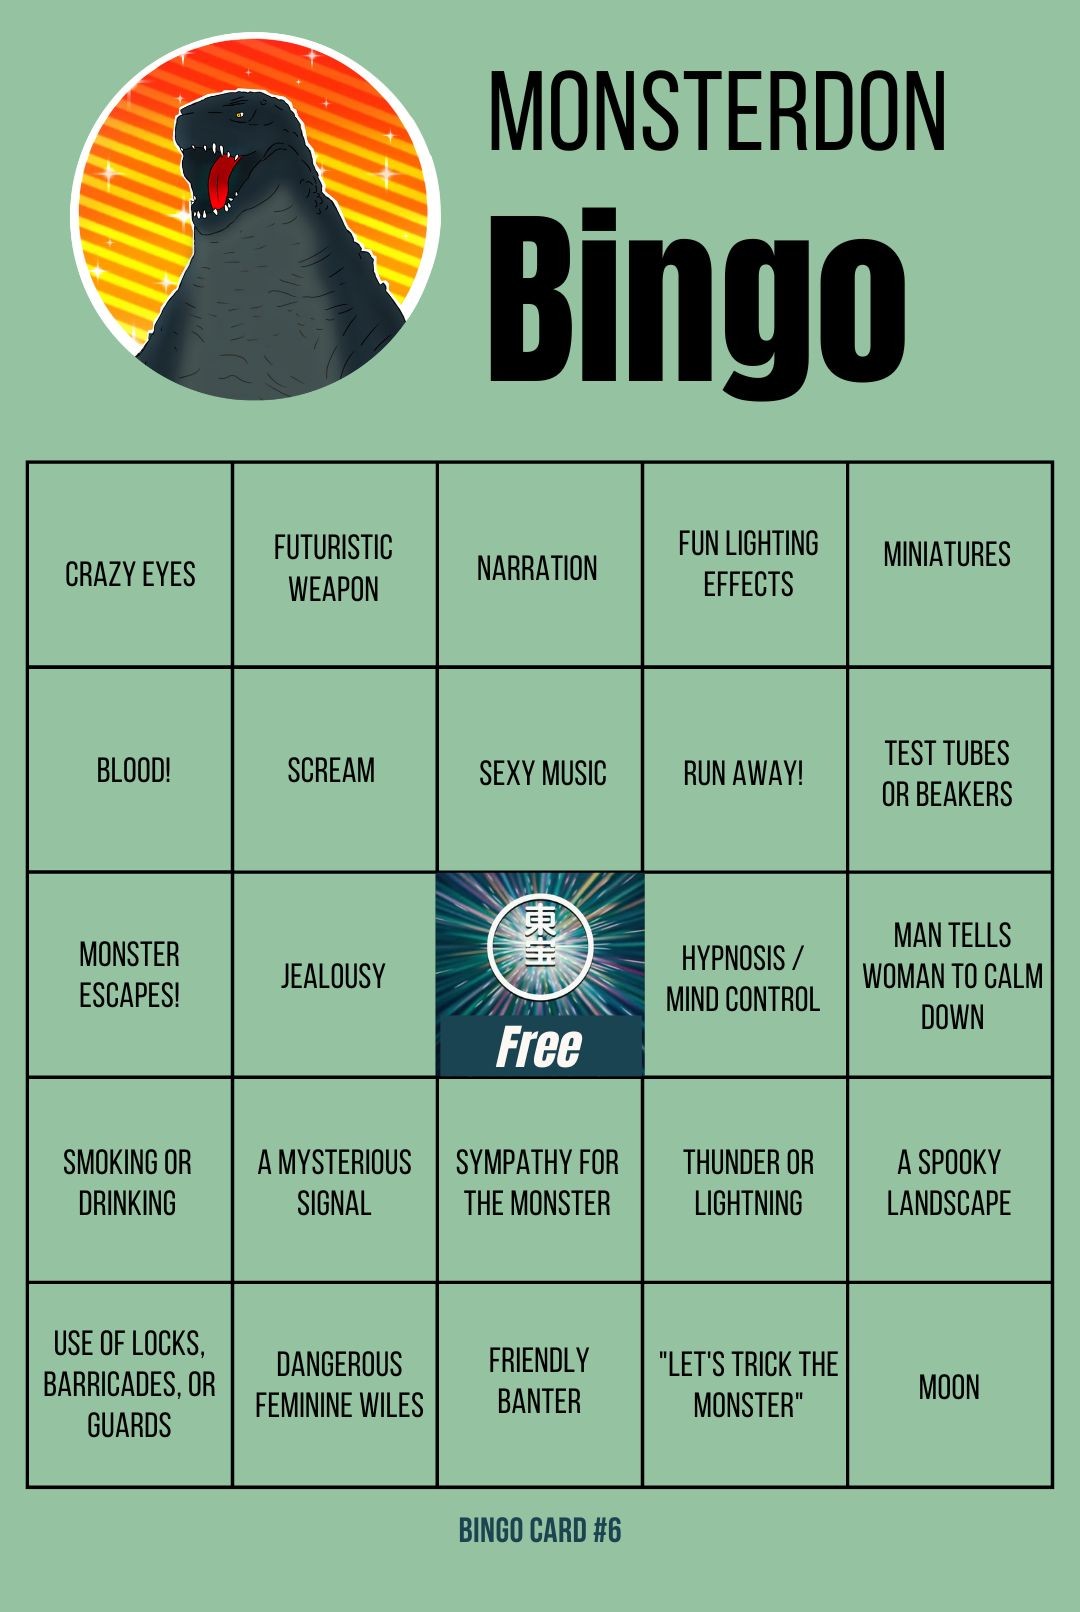 MONSTERDON
Bingo
CRAZY EYES
FUTURISTIC
WEAPON
NARRATION
FUN LIGHTING
EFFECTS
MINIATURES
BLOOD!
SCREAM
SEXY MUSIC
RUN AWAY!
TEST TUBES
OR BEAKERS
MONSTER
ESCAPES!
JEALOUSY
東
宝
Free
HYPNOSIS /
MIND CONTROL
MAN TELLS
WOMAN TO CALM
DOWN
SMOKING OR
DRINKING
A MYSTERIOUS
SIGNAL
SYMPATHY FOR
THE MONSTER
THUNDER OR
LIGHTNING
A SPOOKY
LANDSCAPE
USE OF LOCKS,
BARRICADES, OR
GUARDS
DANGEROUS
FEMININE WILES
FRIENDLY
BANTER
"LET'S TRICK THE
MONSTER"
MOON
BINGO CARD #6